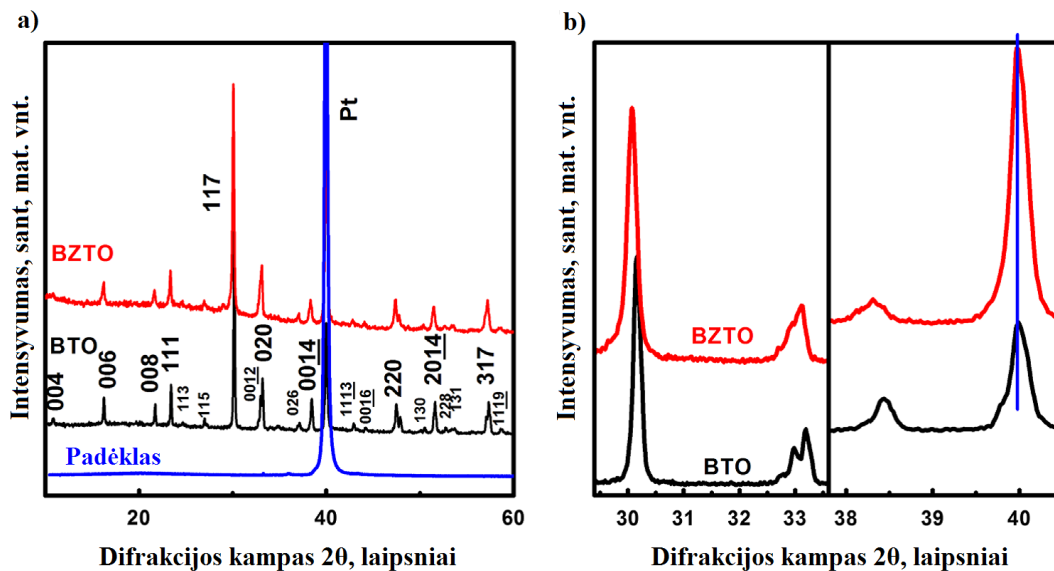 a)
Intensyvumas, sant, mat. vnt.
BZTO
BTO
Padėklas
004
006
008
111
113
115
117
0012
020
026
0014
Pt
1113
0016
220
130
2014
228
131
317
1119
20
40
60
Difrakcijos kampas 2θ, laipsniai
b)
Intensyvumas, sant, mat. vnt.
BZTO
BTO
30
31
32
33
38
39
40
Difrakcijos kampas 2θ, laipsniai